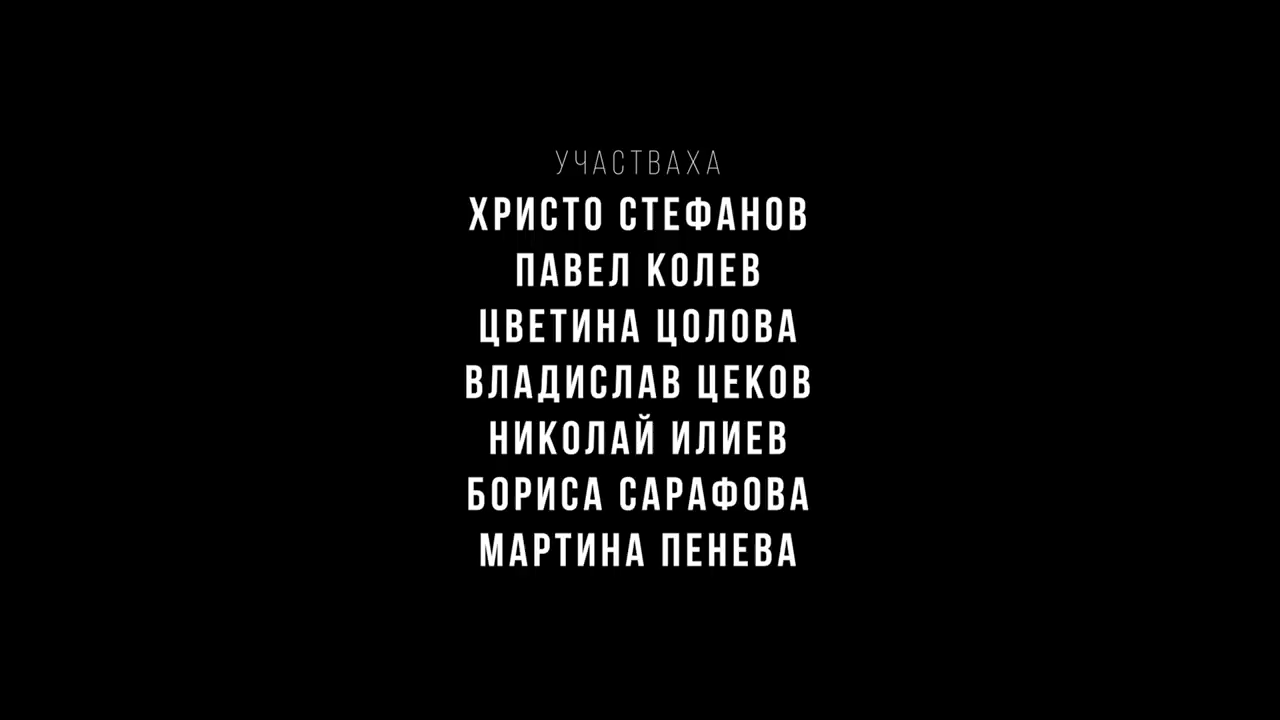 УЧАСТВАХА
ХРИСТО СТЕФАНОВ
ПАВЕЛ КОЛЕВ
ЦВЕТИНА ЦОЛОВА
ВЛАДИСЛАВ ЦЕКОВ
НИКОЛАЙ ИЛИЕВ
БОРИСА САРАФОВА
МАРТИНА ПЕНЕВА